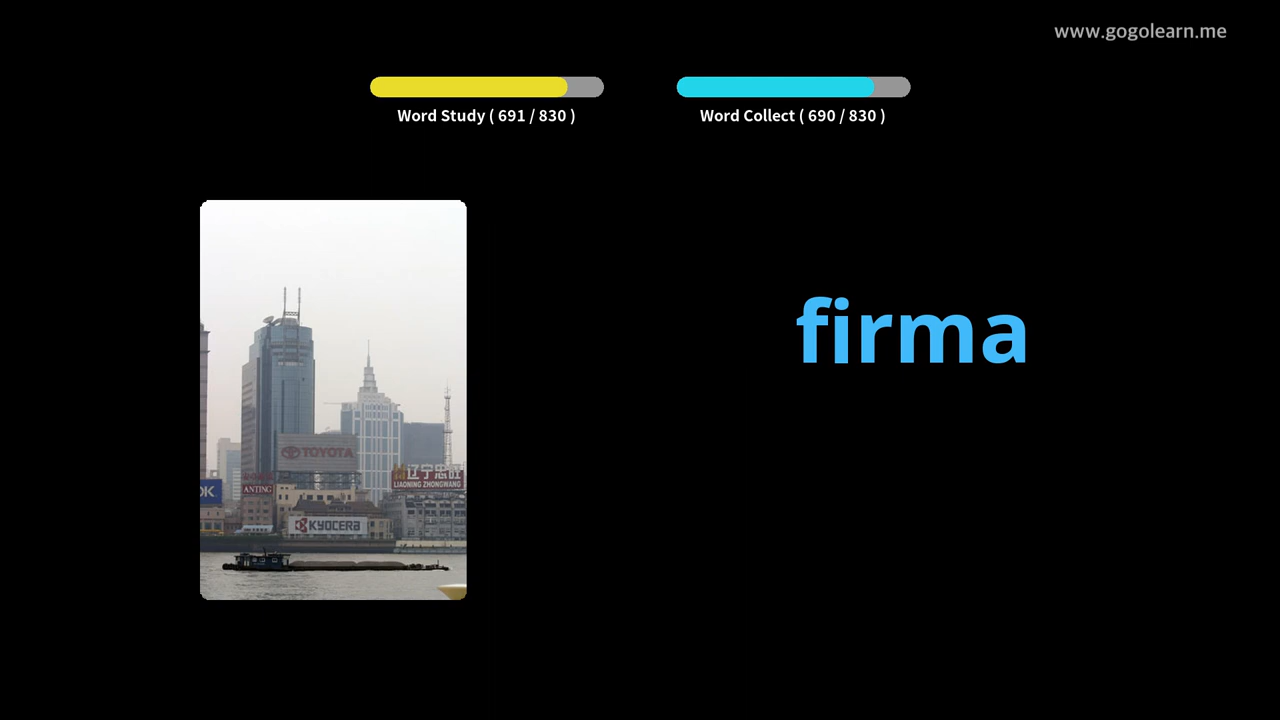 www.gogolearn.me
Word Study ( 691 / 830 )
Word Collect ( 690 / 830 )
firma
TOYOTA
辽宁忠旺
LIAONING ZHONGWANG
ANTING
OK
KYOCERA